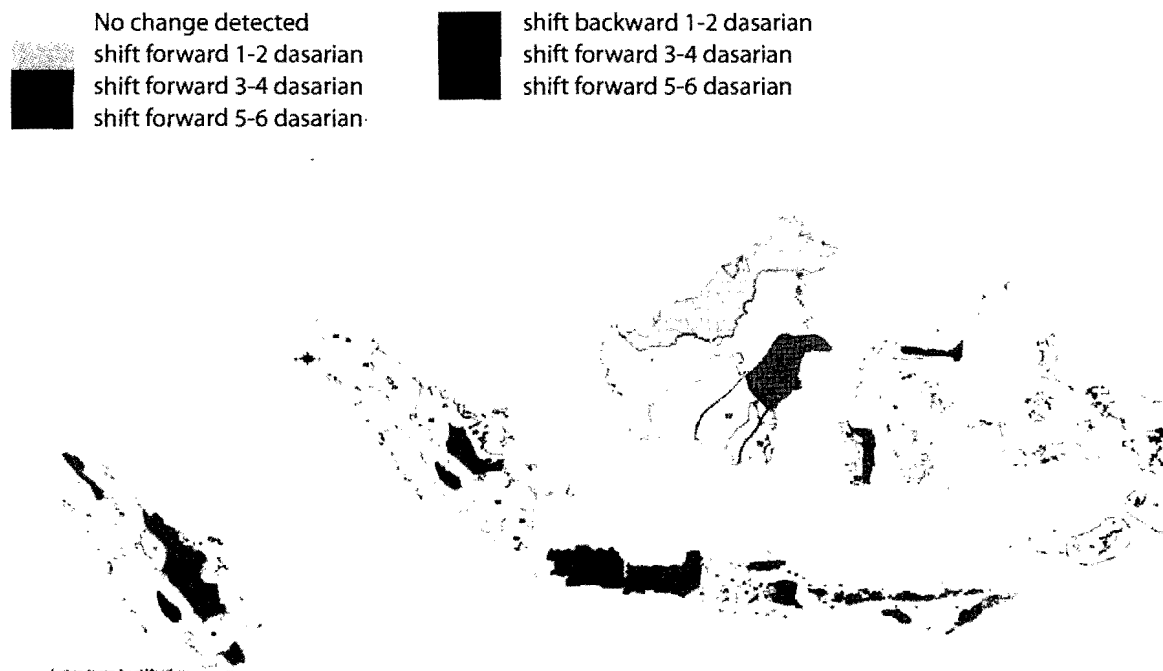 No change detected
shift forward 1-2 dasarian
shift forward 3-4 dasarian
shift forward 5-6 dasarian
shift backward 1-2 dasarian
shift forward 3-4 dasarian
shift forward 5-6 dasarian